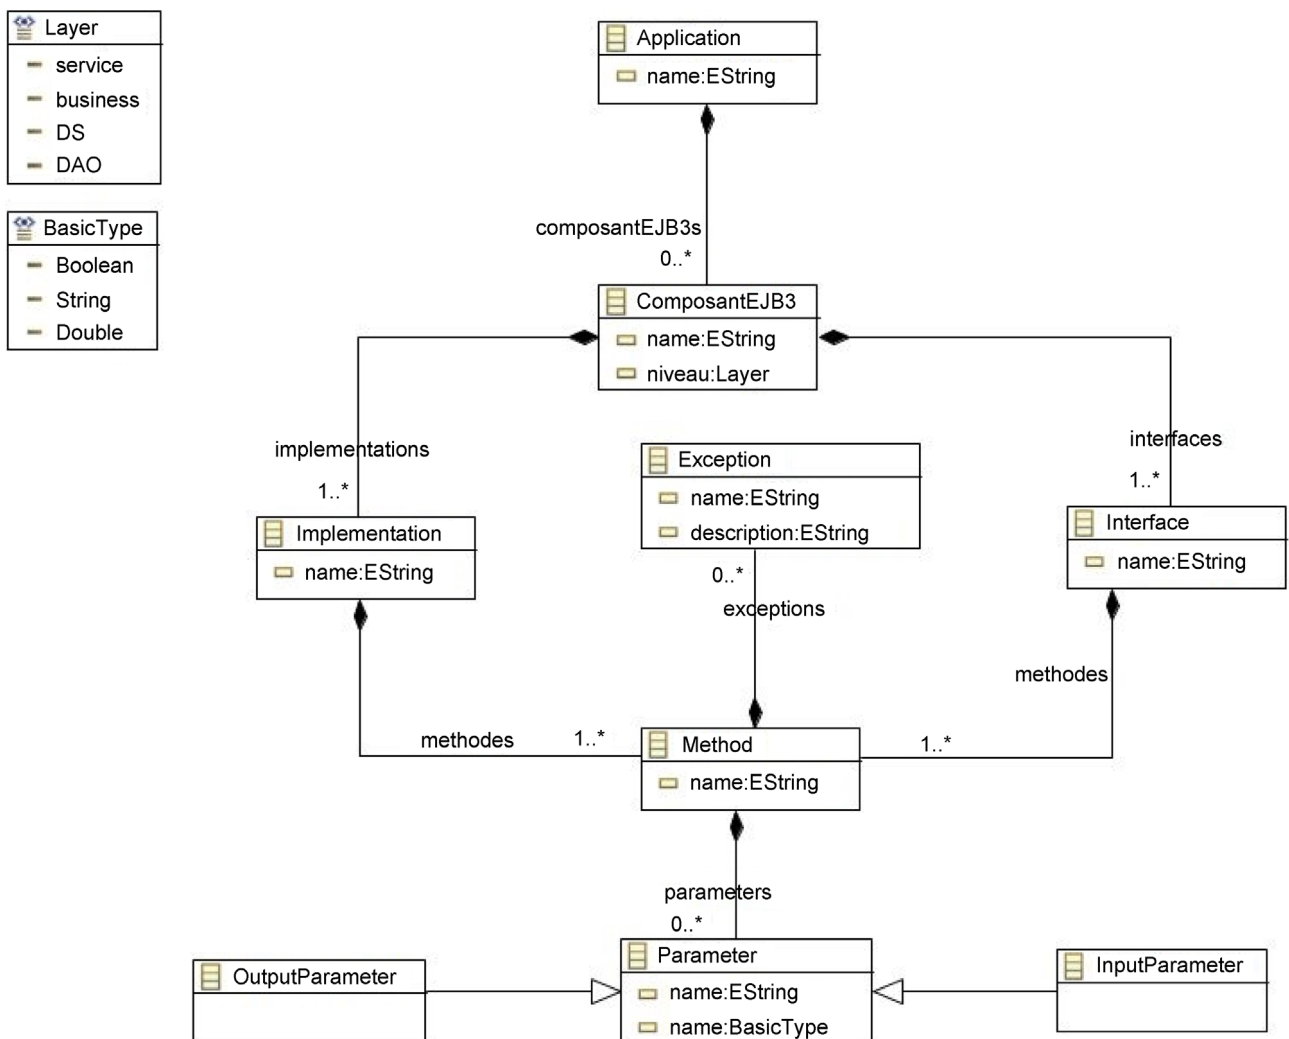 Layer
service
business
DS
DAO
BasicType
Boolean
String
Double
Application
name:EString
composantEJB3s
0..*
ComposantEJB3
name:EString
niveau:Layer
implementations
1..*
interfaces
1..*
Exception
name:EString
description:EString
Implementation
name:EString
Interface
name:EString
0..*
exceptions
methodes
1..*
methodes
1..*
Method
name:EString
parameters
0..*
OutputParameter
Parameter
name:EString
name:BasicType
InputParameter